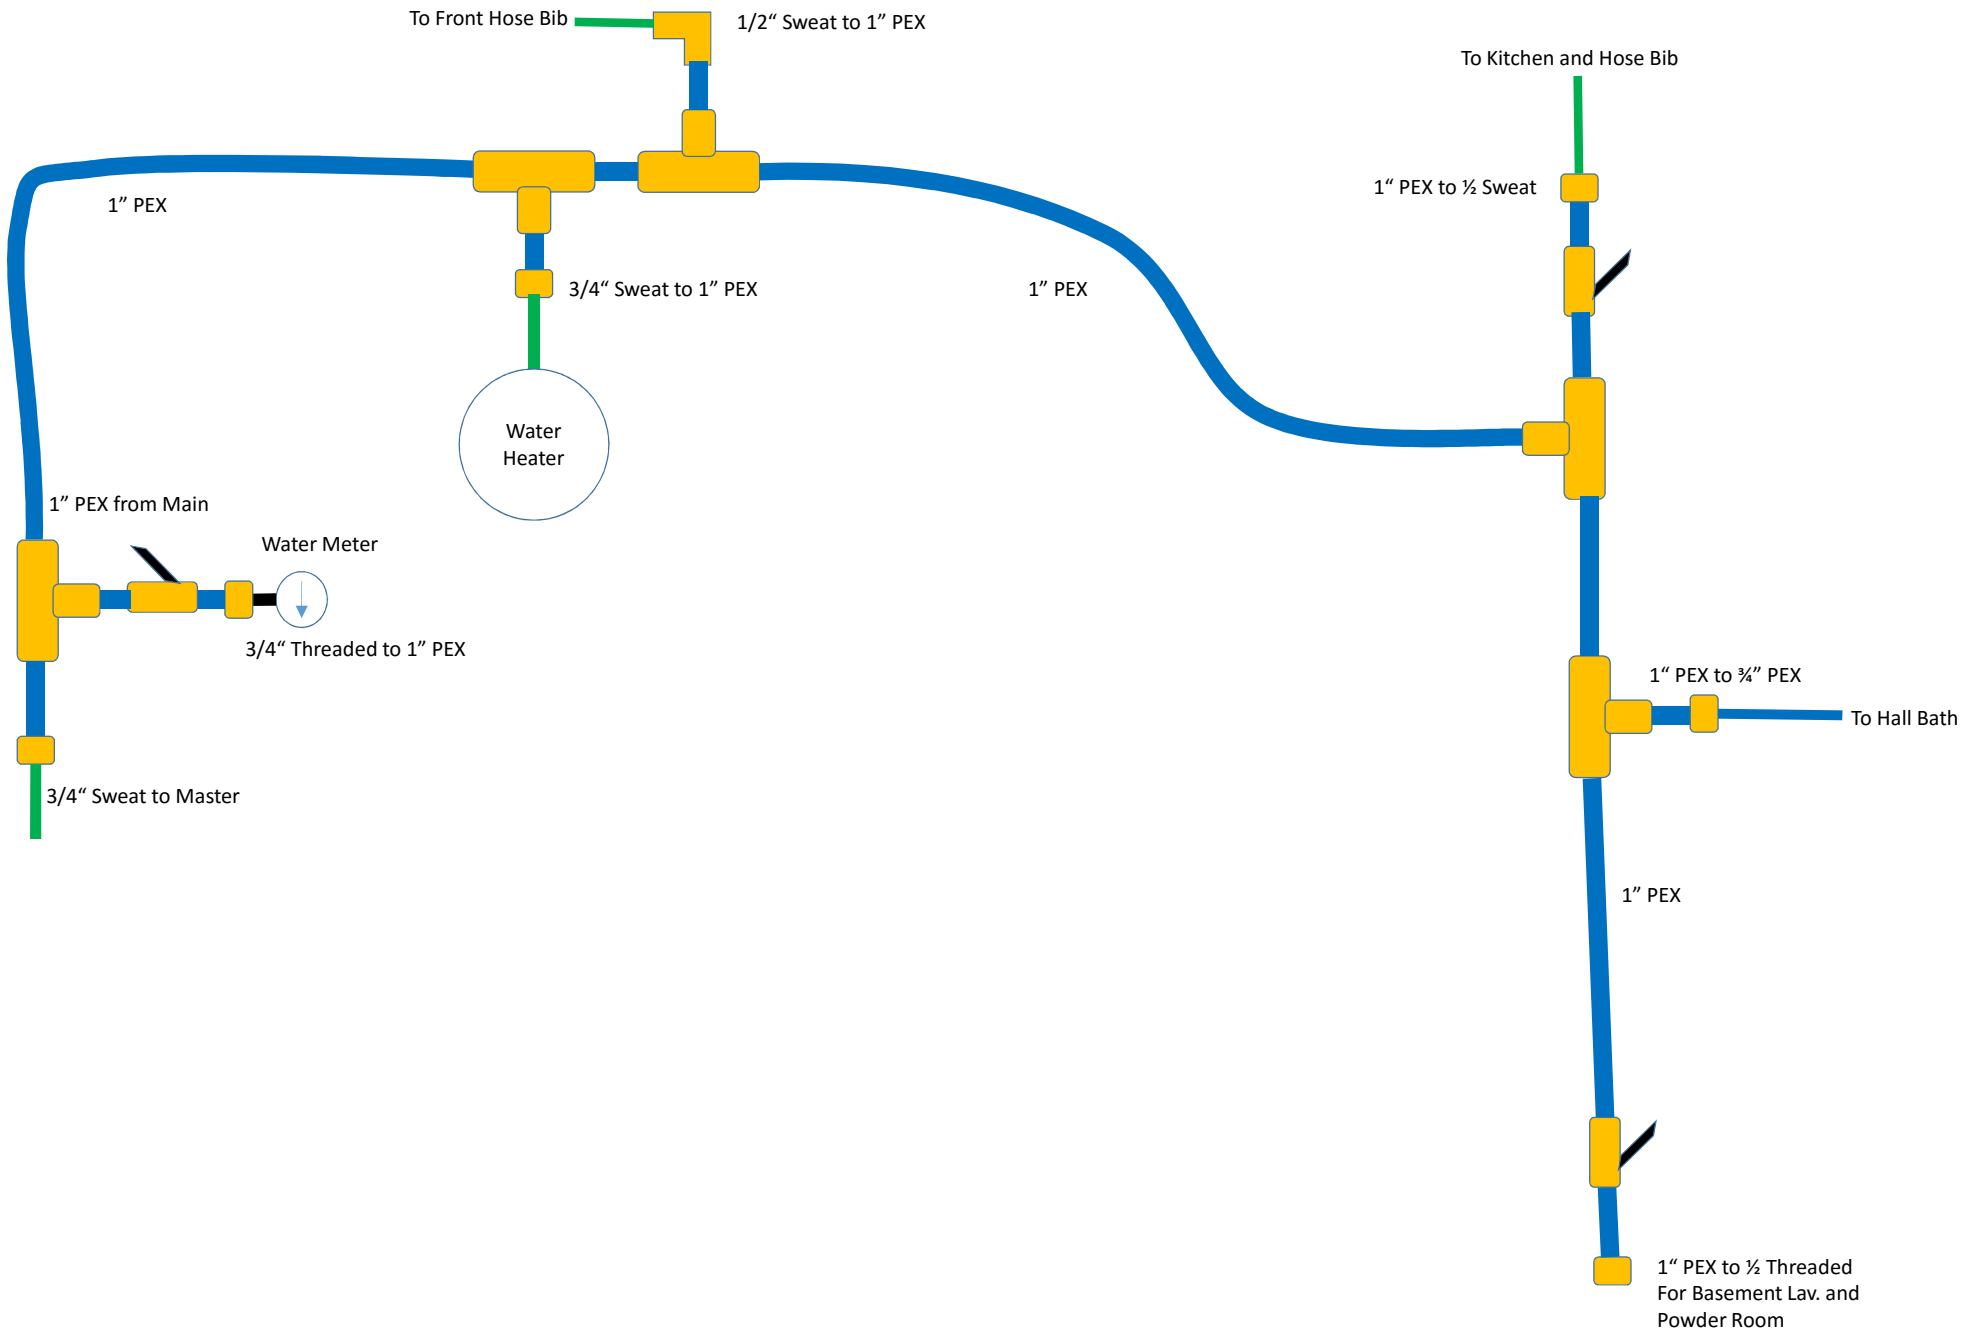 To Front Hose Bib
1/2“ Sweat to 1” PEX
To Kitchen and Hose Bib
1“ PEX to ½ Sweat
1” PEX
3/4“ Sweat to 1” PEX
1” PEX
Water
Heater
1” PEX from Main
Water Meter
3/4“ Threaded to 1” PEX
1“ PEX to ¾” PEX
To Hall Bath
3/4“ Sweat to Master
1” PEX
1“ PEX to ½ Threaded
For Basement Lav. and
Powder Room